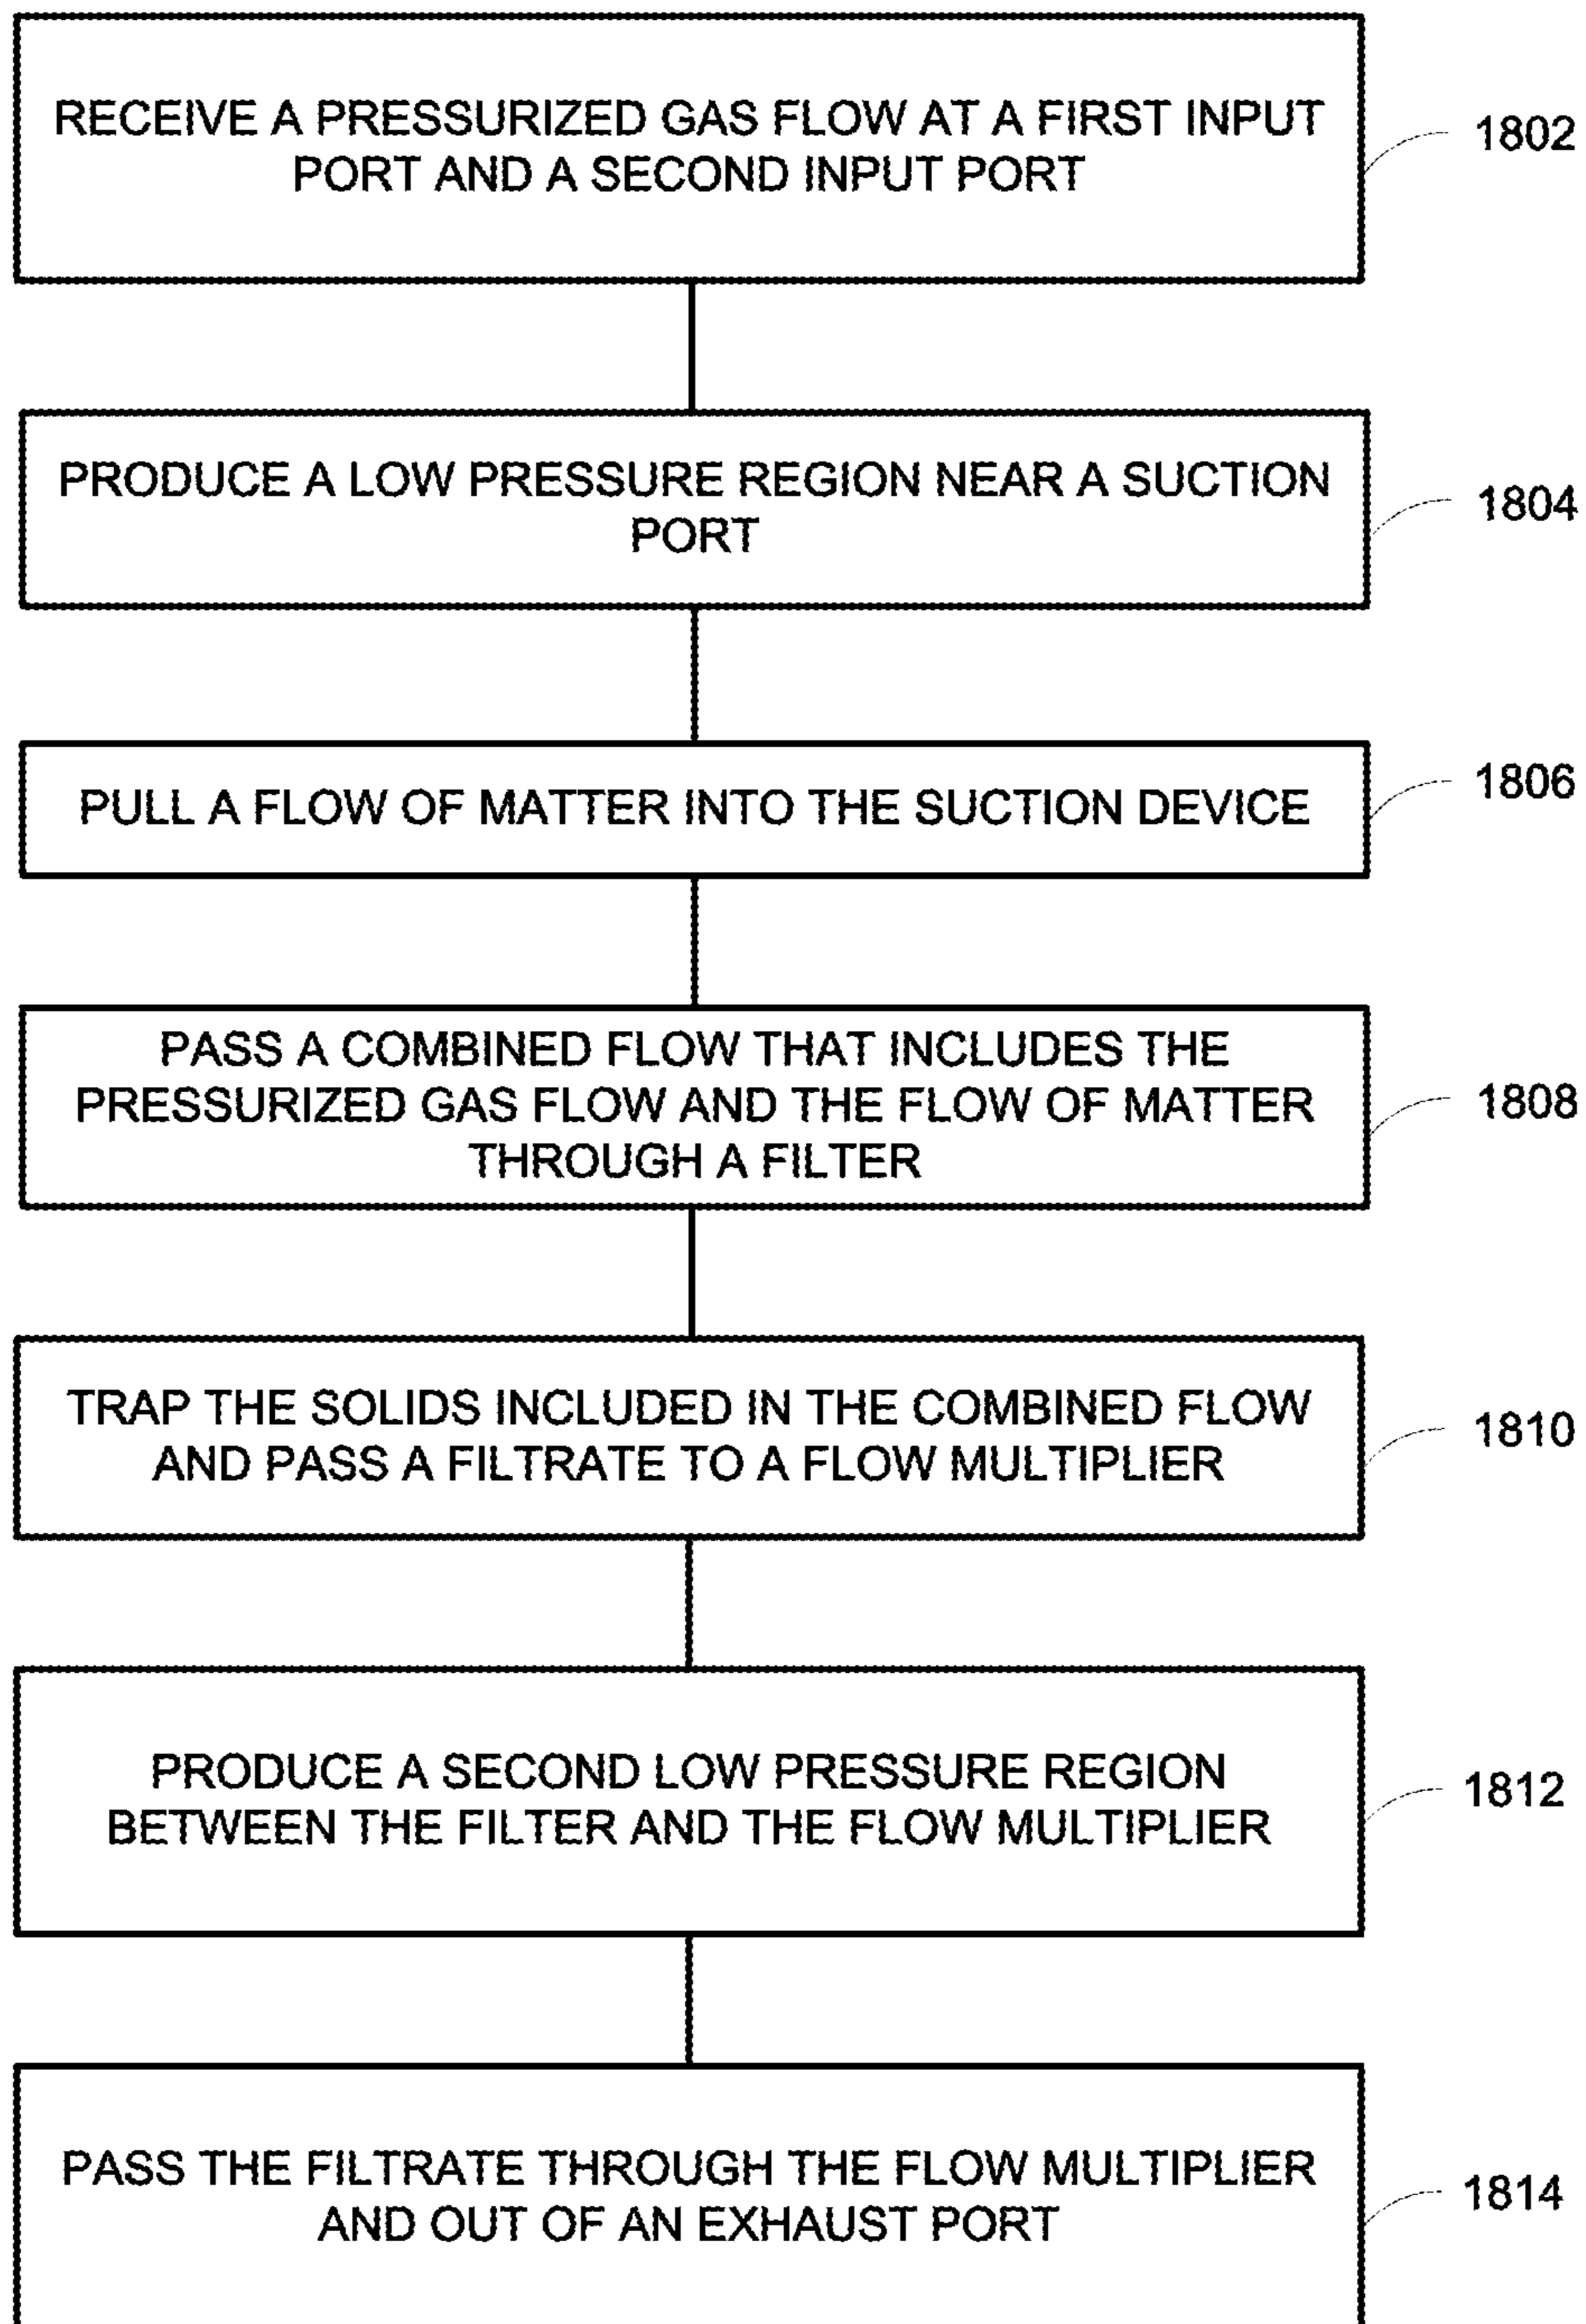 RECEIVE A PRESSURIZED GAS FLOW AT A FIRST INPUT
PORT AND A SECOND INPUT PORT
1802
PRODUCE A LOW PRESSURE REGION NEAR A SUCTION
PORT
1804
PULL A FLOW OF MATTER INTO THE SUCTION DEVICE
1806
PASS A COMBINED FLOW THAT INCLUDES THE
PRESSURIZED GAS FLOW AND THE FLOW OF MATTER
THROUGH A FILTER
1808
TRAP THE SOLIDS INCLUDED IN THE COMBINED FLOW
AND PASS A FILTRATE TO A FLOW MULTIPLIER
1810
PRODUCE A SECOND LOW PRESSURE REGION
BETWEEN THE FILTER AND THE FLOW MULTIPLIER
1812
PASS THE FILTRATE THROUGH THE FLOW MULTIPLIER
AND OUT OF AN EXHAUST PORT
1814